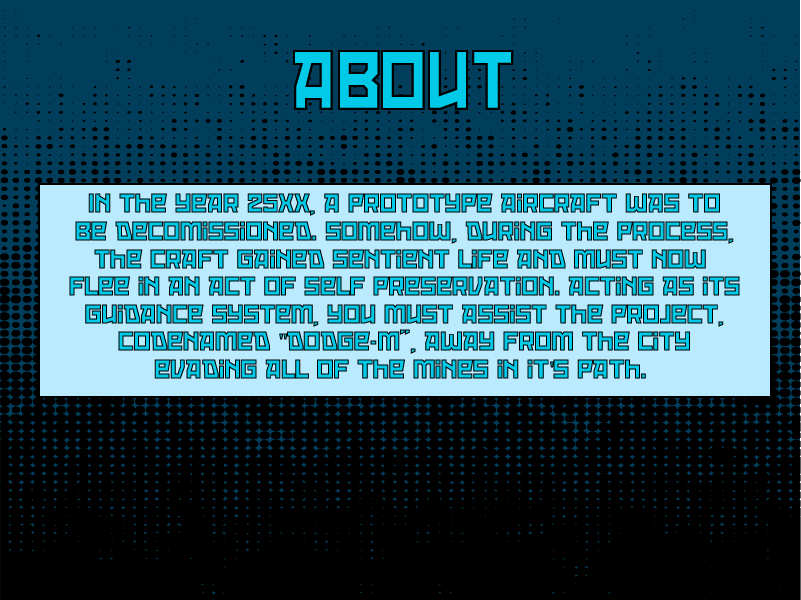 ABOUT
IN THE YEAR 25XX, A PROTOTYPE AIRCRAFT WAS TO
BE DECOMISSIONED. SOMEHOW, DURING THE PROCESS,
THE CRAFT GAINED SENTIENT LIFE AND MUST NOW
FLEE IN AN ACT OF SELF PRESERVATION. ACTING AS ITS
GUIDANCE SYSTEM, YOU MUST ASSIST THE PROJECT,
CODENAMED "DODGE-M", AWAY FROM THE CITY
EVADING ALL OF THE MINES IN IT'S PATH.